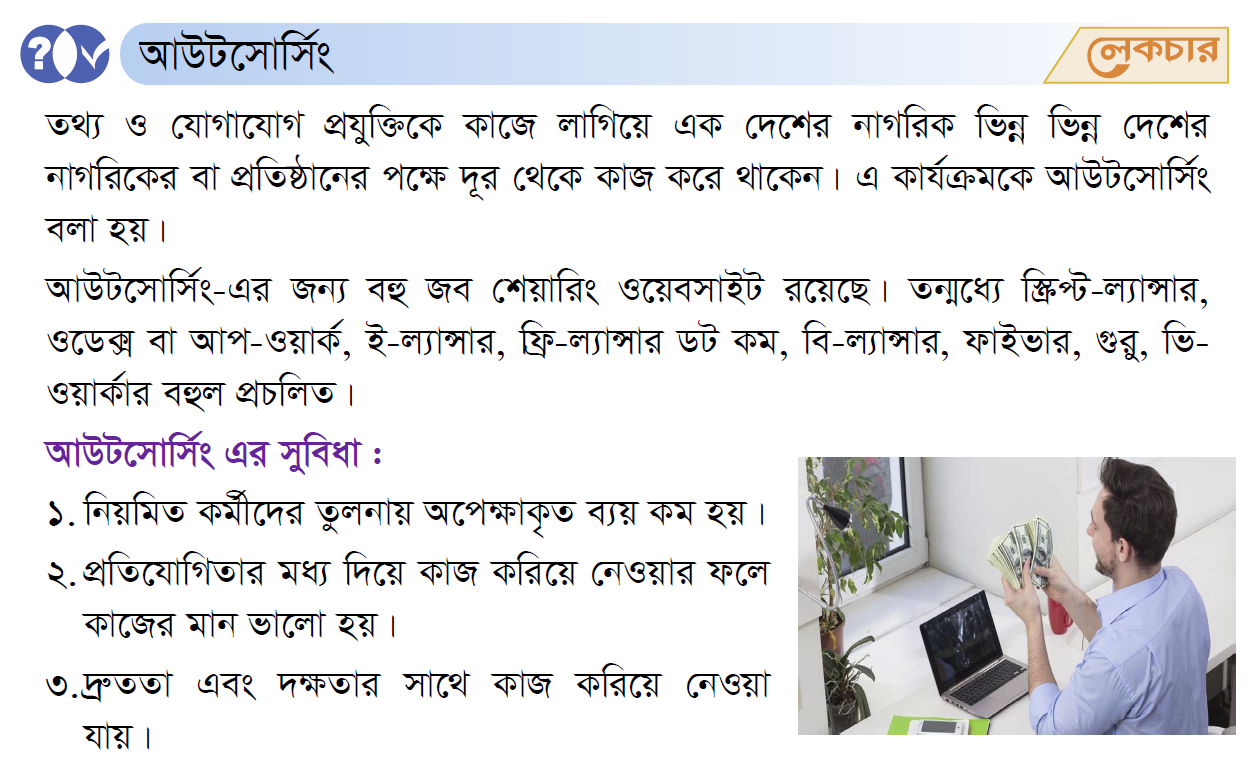 আউটসোর্সিং
লেকচার
তথ্য ও যোগাযোগ প্রযুক্তিকে কাজে লাগিয়ে এক দেশের নাগরিক ভিন্ন ভিন্ন দেশের
নাগরিকের বা প্রতিষ্ঠানের পক্ষে দূর থেকে কাজ করে থাকেন। এ কার্যক্রমকে আউটসোর্সিং
বলা হয়।
আউটসোর্সিং-এর জন্য বহু জব শেয়ারিং ওয়েবসাইট রয়েছে। তন্মধ্যে স্ক্রিপ্ট-ল্যান্সার,
ওডেক্স বা আপ-ওয়ার্ক, ই-ল্যান্সার, ফ্রি-ল্যান্সার ডট কম, বি-ল্যান্সার, ফাইভার, গুরু, ভি-
ওয়ার্কার বহুল প্রচলিত।
আউটসোর্সিং এর সুবিধা :
১. নিয়মিত কর্মীদের তুলনায় অপেক্ষাকৃত ব্যয় কম হয়।
২. প্রতিযোগিতার মধ্য দিয়ে কাজ করিয়ে নেওয়ার ফলে
কাজের মান ভালো হয়।
৩. দ্রুততা এবং দক্ষতার সাথে কাজ করিয়ে নেওয়া
যায়।